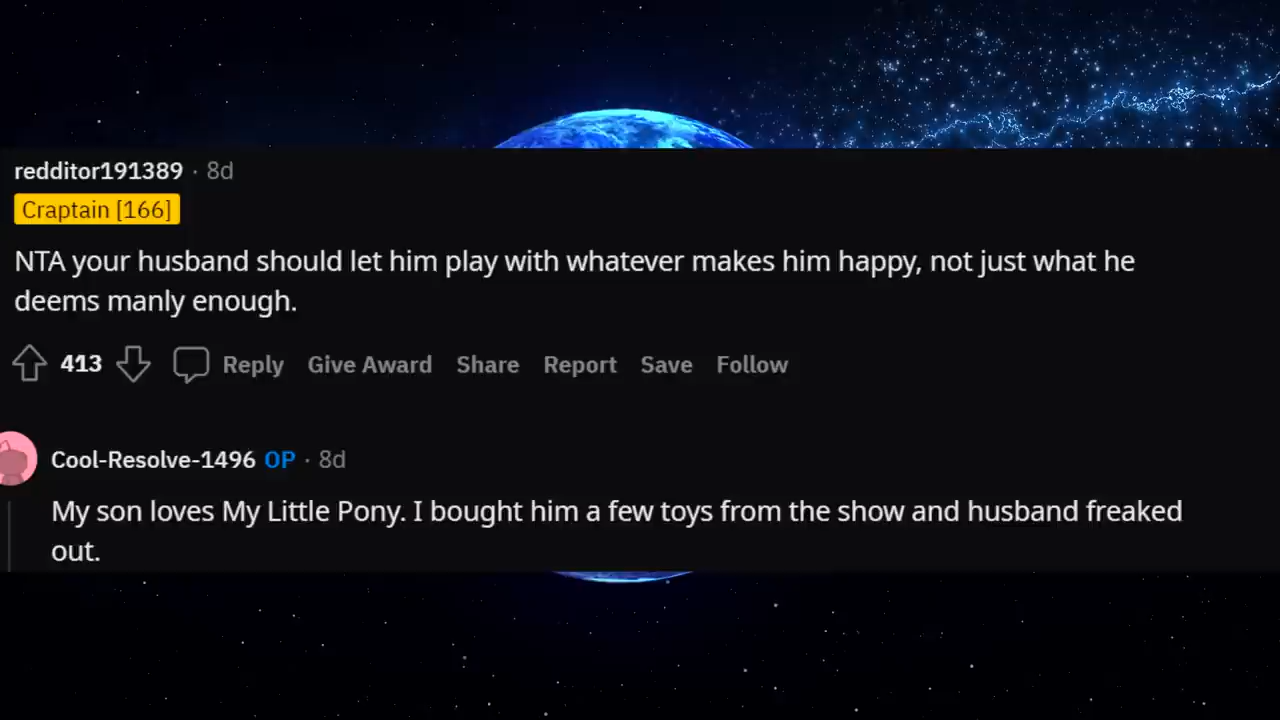 redditor191389 · 8d
Craptain [166]
NTA your husband should let him play with whatever makes him happy, not just what he
deems manly enough.
413 Reply Give Award Share Report Save Follow
Cool-Resolve-1496 OP · 8d
My son loves My Little Pony. I bought him a few toys from the show and husband freaked
out.